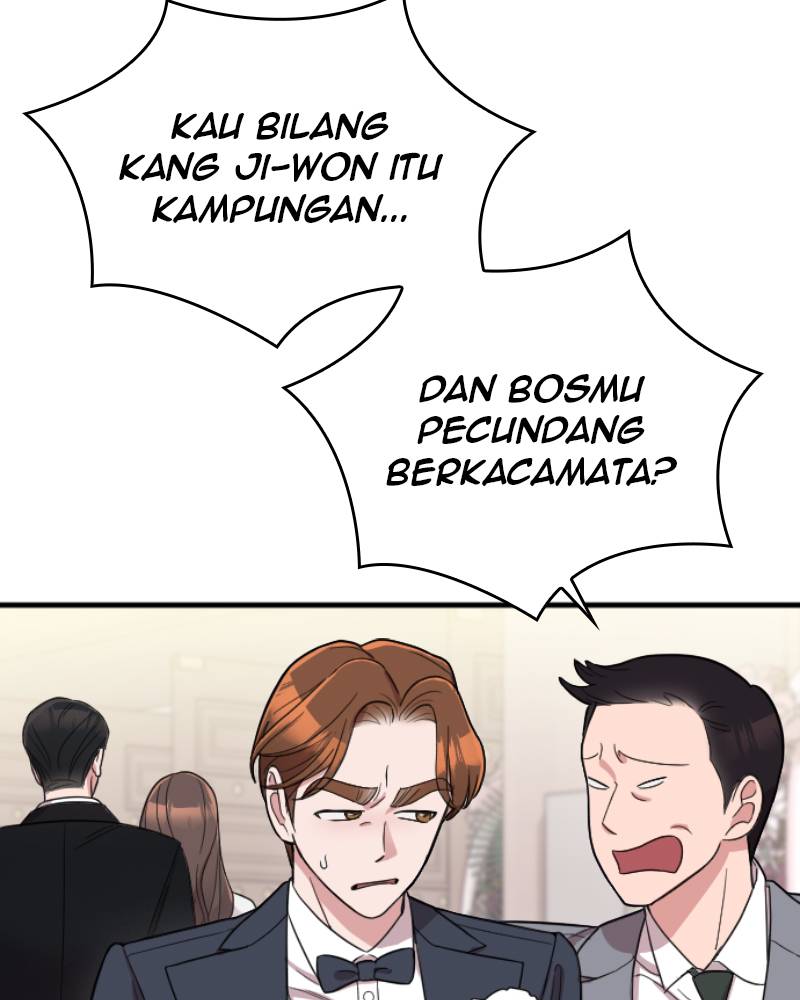 KAU BILANG
KANG JI-WON ITU
KAMPUNGAN...
DAN BOSMU
PECUNDANG
BERKACAMATA?